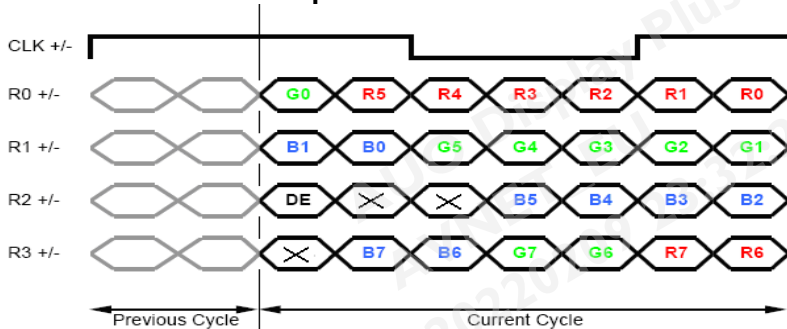 CLK +/-
R0 +/- G0 R5 R4 R3 R2 R1 R0
R1 +/- B1 B0 G5 G4 G3 G2 G1
R2 +/- DE B5 B4 B3 B2
R3 +/- B7 B6 G7 G6 R7 R6
Previous Cycle Current Cycle